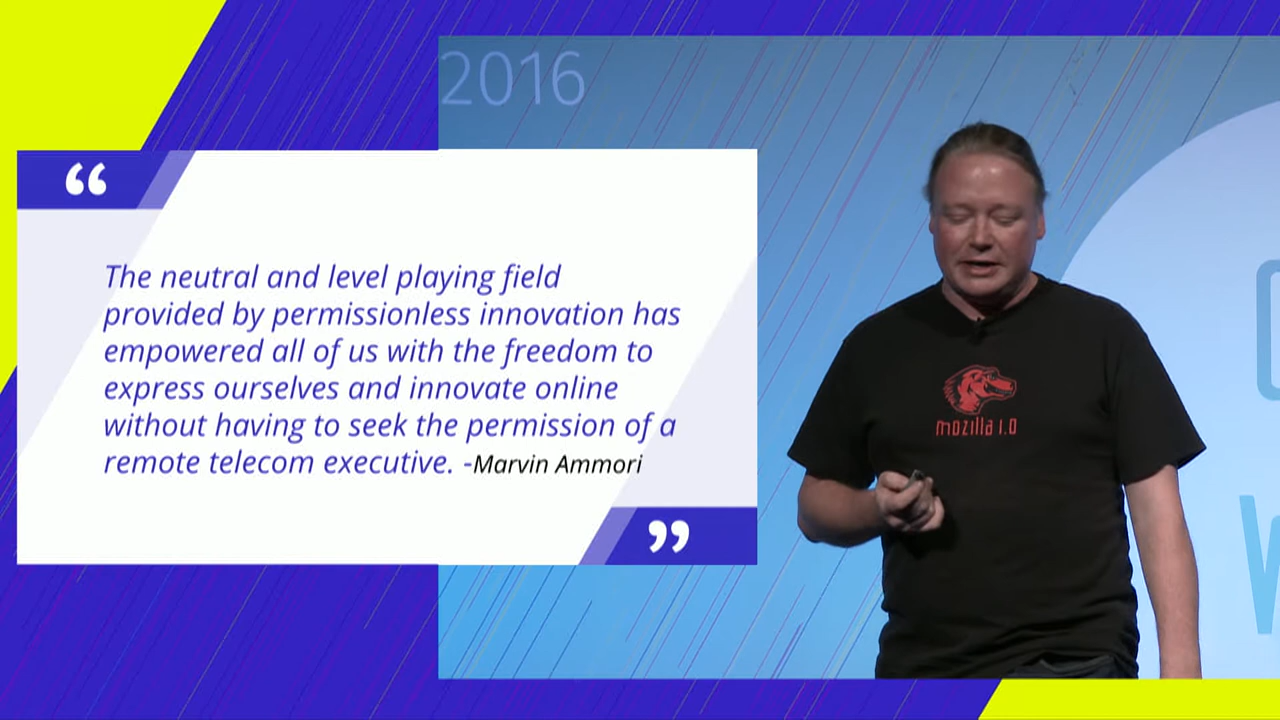 2016
“
The neutral and level playing field
provided by permissionless innovation has
empowered all of us with the freedom to
express ourselves and innovate online
without having to seek the permission of a
remote telecom executive. -Marvin Ammori
”
mozilla 1.0